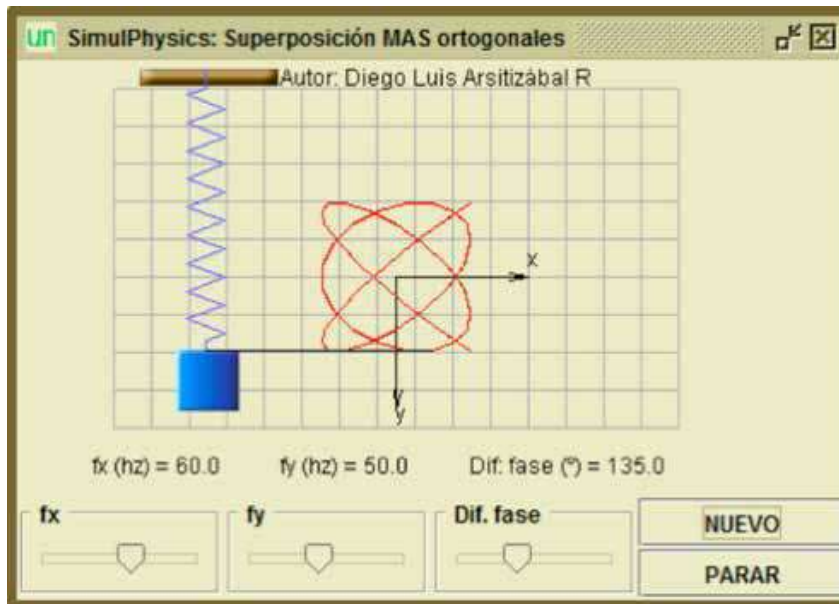 un SimulPhysics: Superposición MAS ortogonales
Autor: Diego Luis Arsitizábal R
x
y
fx (hz) = 60.0 fy (hz) = 50.0 Dif. fase (º) = 135.0
fx fy Dif. fase NUEVO
PARAR